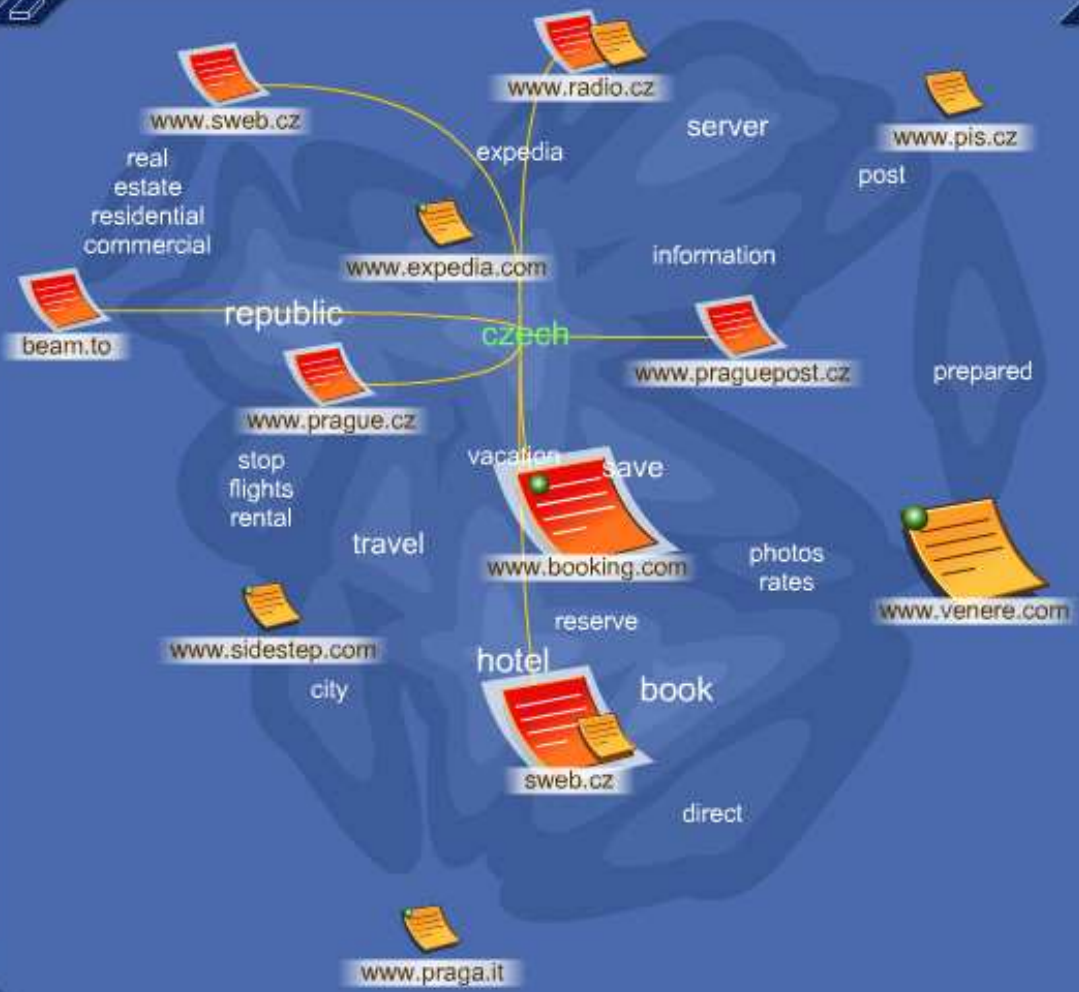 www.radio.cz
www.sweb.cz
server
www.pis.cz
expedia
real
estate
residential
commercial
post
www.expedia.com
information
republic
czech
beam.to
www.praguepost.cz
prepared
www.prague.cz
vacation
save
stop
flights
rental
travel
www.booking.com
photos
rates
www.venere.com
reserve
www.sidestep.com
hotel
city
book
sweb.cz
direct
www.praga.it